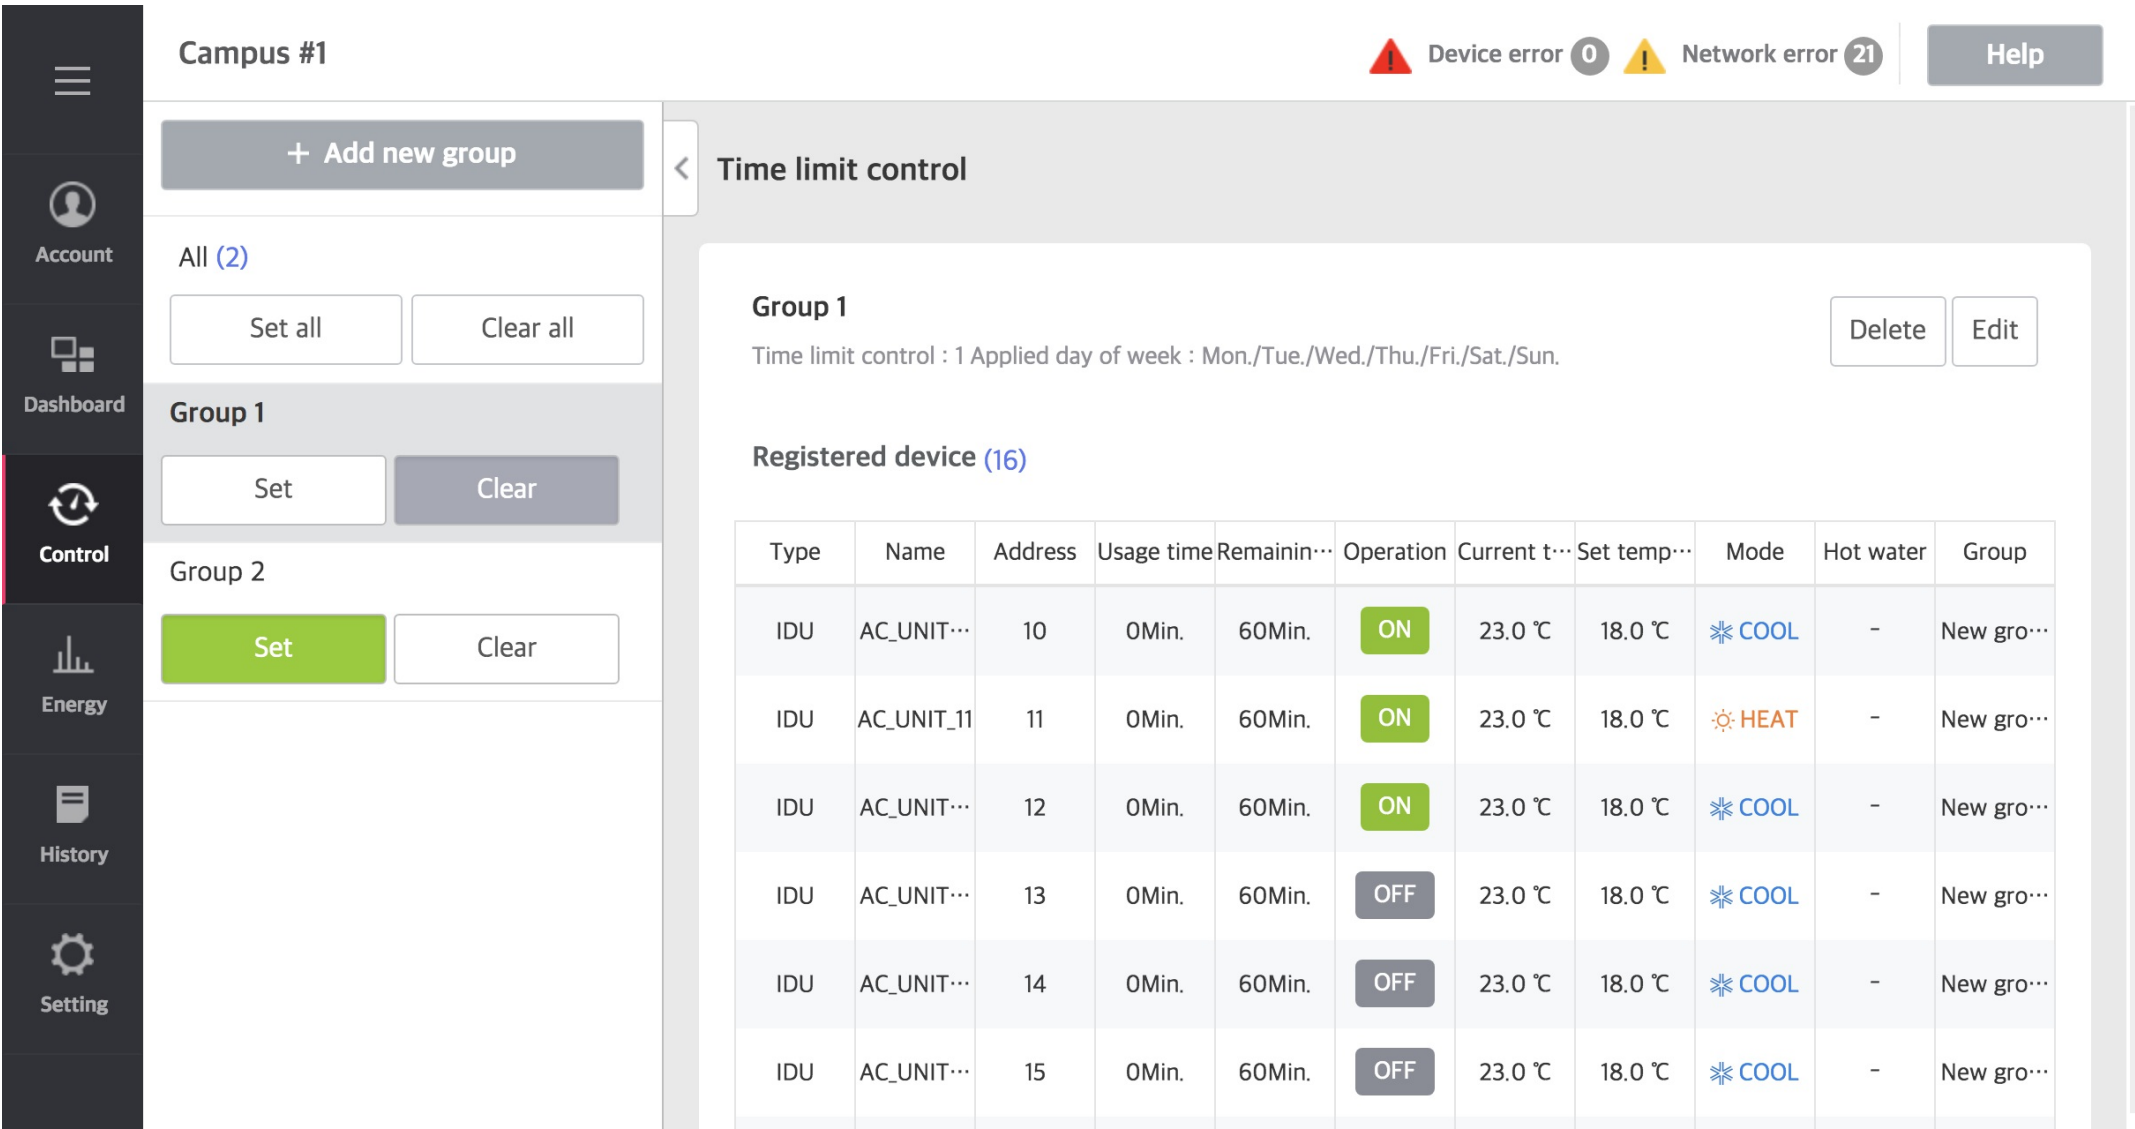 Campus #1
Device error 0
Network error 21
Help
Account
Dashboard
Control
Energy
History
Setting
+ Add new group
All (2)
Set all
Clear all
Group 1
Set
Clear
Group 2
Set
Clear
Time limit control
Group 1
Delete
Edit
Time limit control : 1 Applied day of week : Mon./Tue./Wed./Thu./Fri./Sat./Sun.
Registered device (16)
Type Name Address Usage time Remainin··· Operation Current t··· Set temp··· Mode Hot water Group
IDU AC_UNIT··· 10 0Min. 60Min. ON 23.0 ℃ 18.0 ℃ COOL - New gro···
IDU AC_UNIT_11 11 0Min. 60Min. ON 23.0 ℃ 18.0 ℃ HEAT - New gro···
IDU AC_UNIT··· 12 0Min. 60Min. ON 23.0 ℃ 18.0 ℃ COOL - New gro···
IDU AC_UNIT··· 13 0Min. 60Min. OFF 23.0 ℃ 18.0 ℃ COOL - New gro···
IDU AC_UNIT··· 14 0Min. 60Min. OFF 23.0 ℃ 18.0 ℃ COOL - New gro···
IDU AC_UNIT··· 15 0Min. 60Min. OFF 23.0 ℃ 18.0 ℃ COOL - New gro···